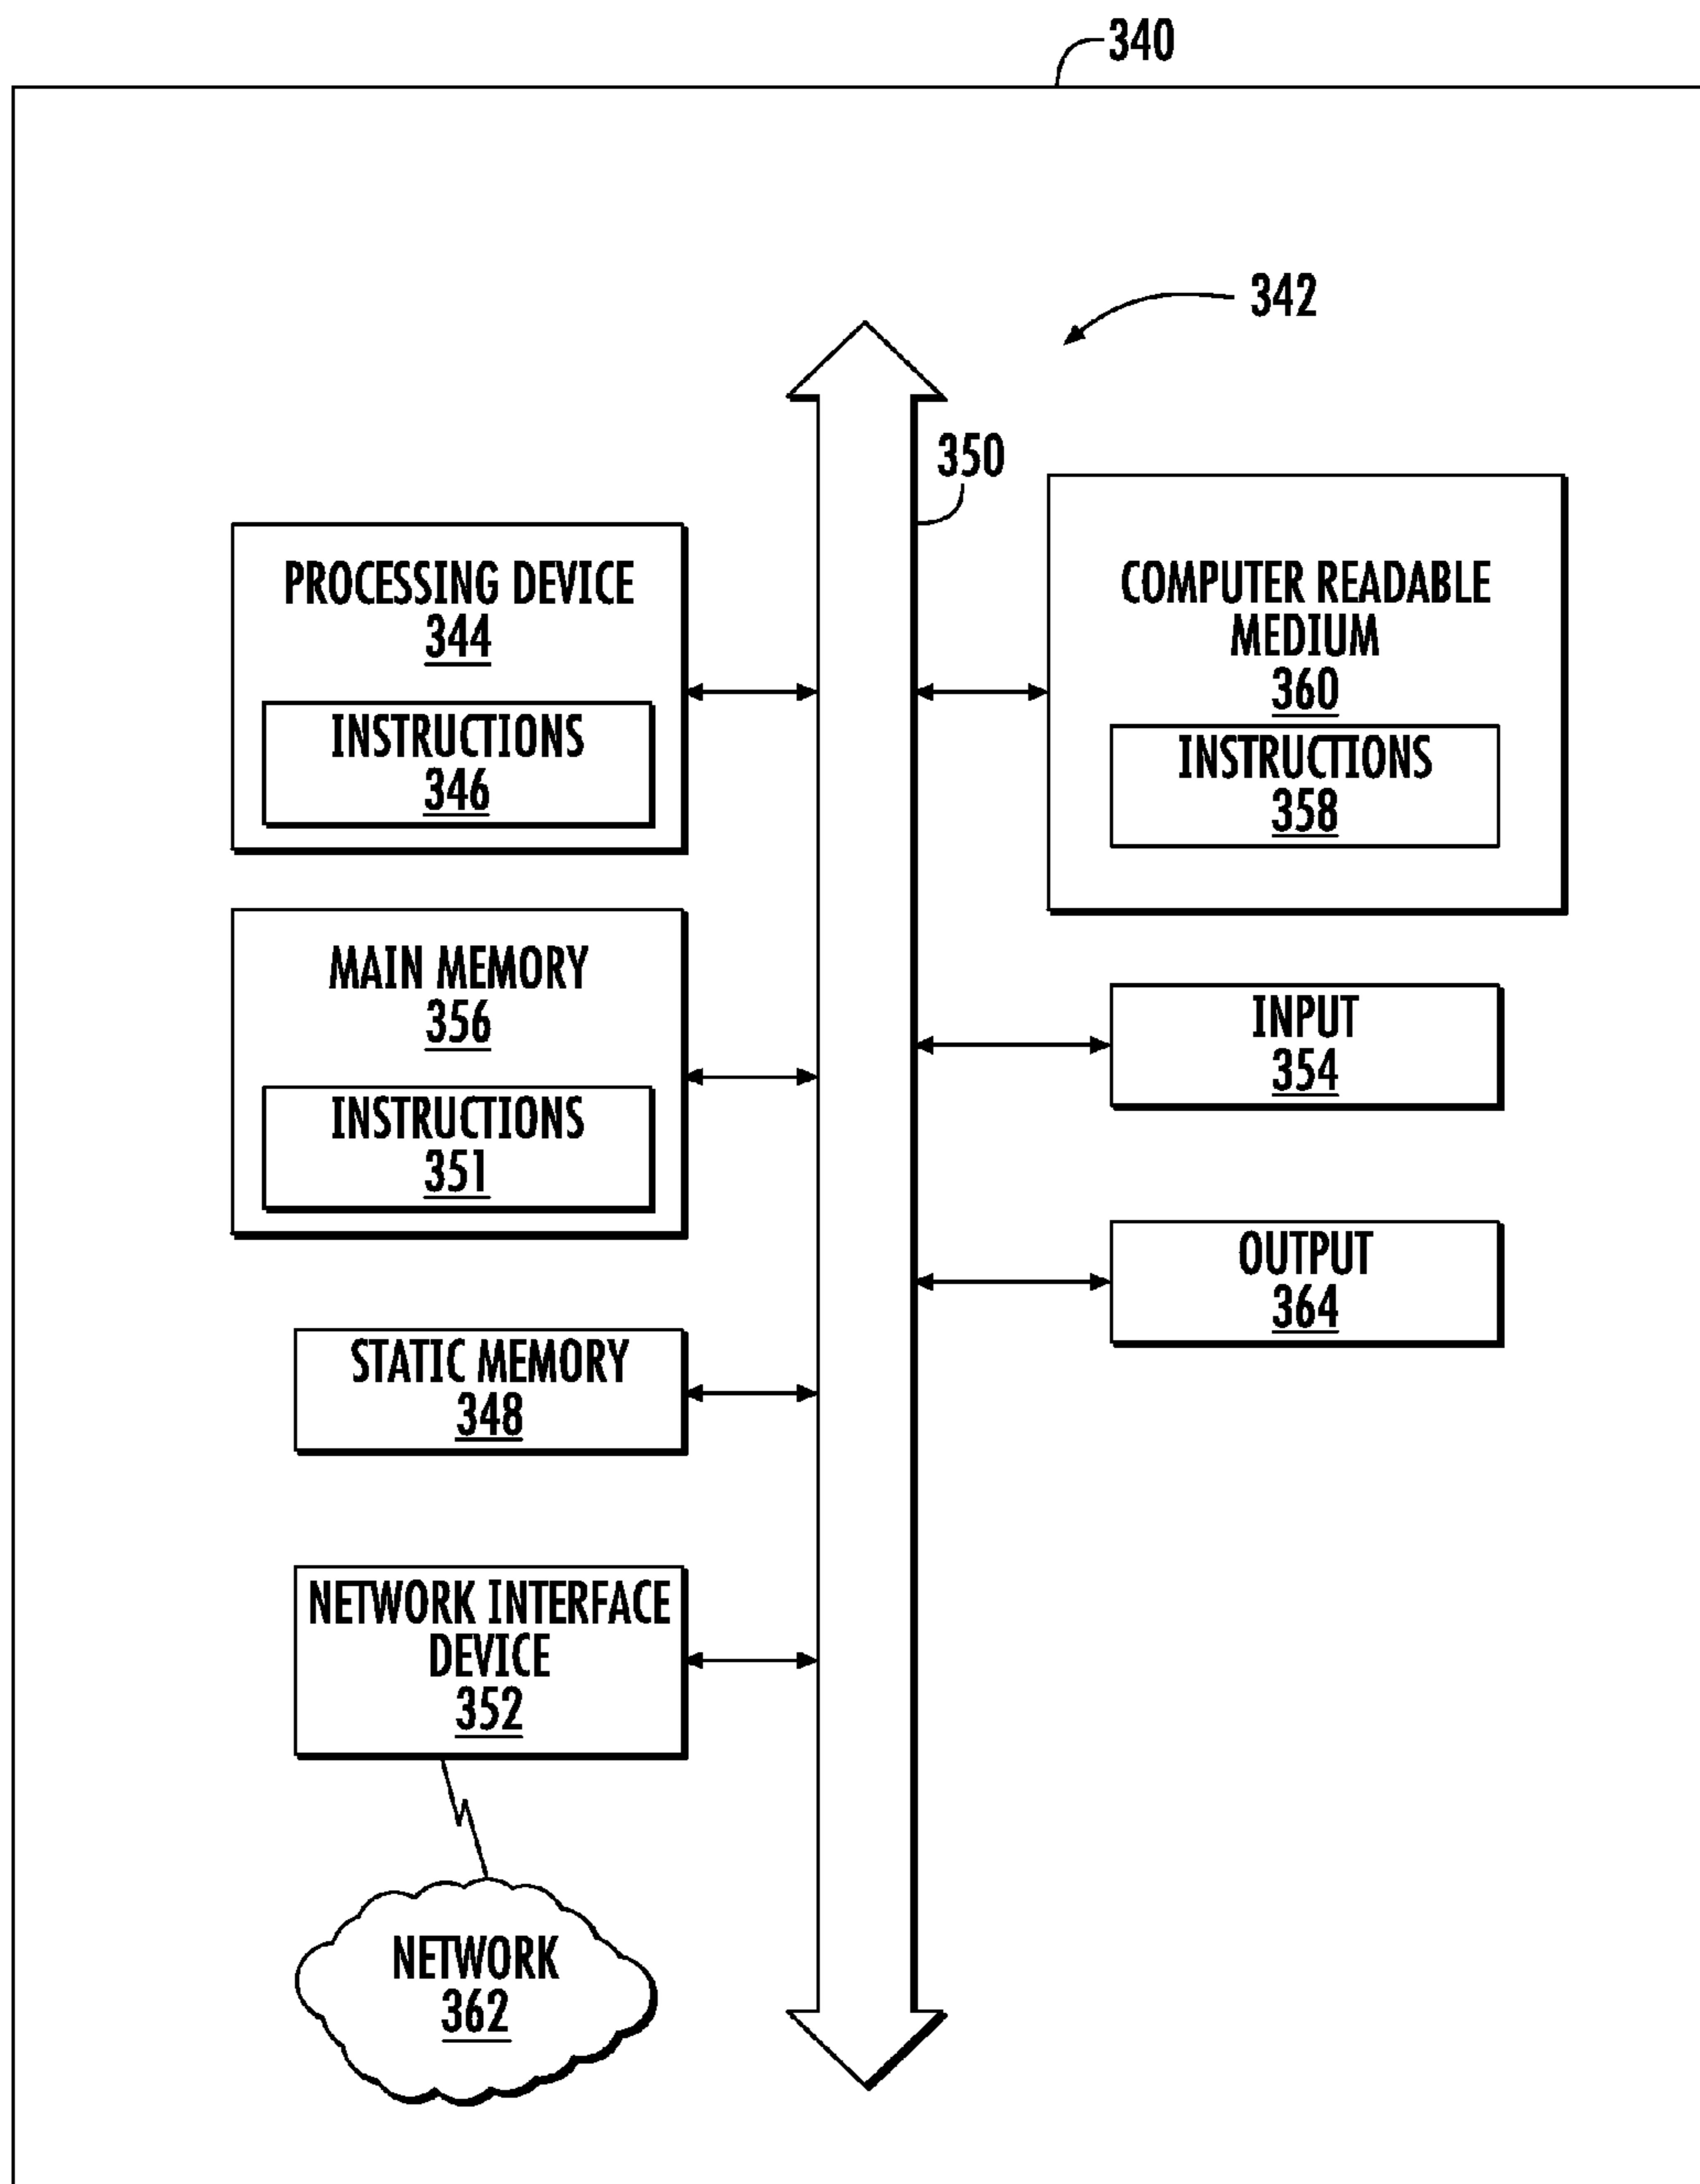 340
342
350
PROCESSING DEVICE
344
INSTRUCTIONS
346
COMPUTER READABLE
MEDIUM
360
INSTRUCTIONS
358
MAIN MEMORY
356
INSTRUCTIONS
351
INPUT
354
OUTPUT
364
STATIC MEMORY
348
NETWORK INTERFACE
DEVICE
352
NETWORK
362